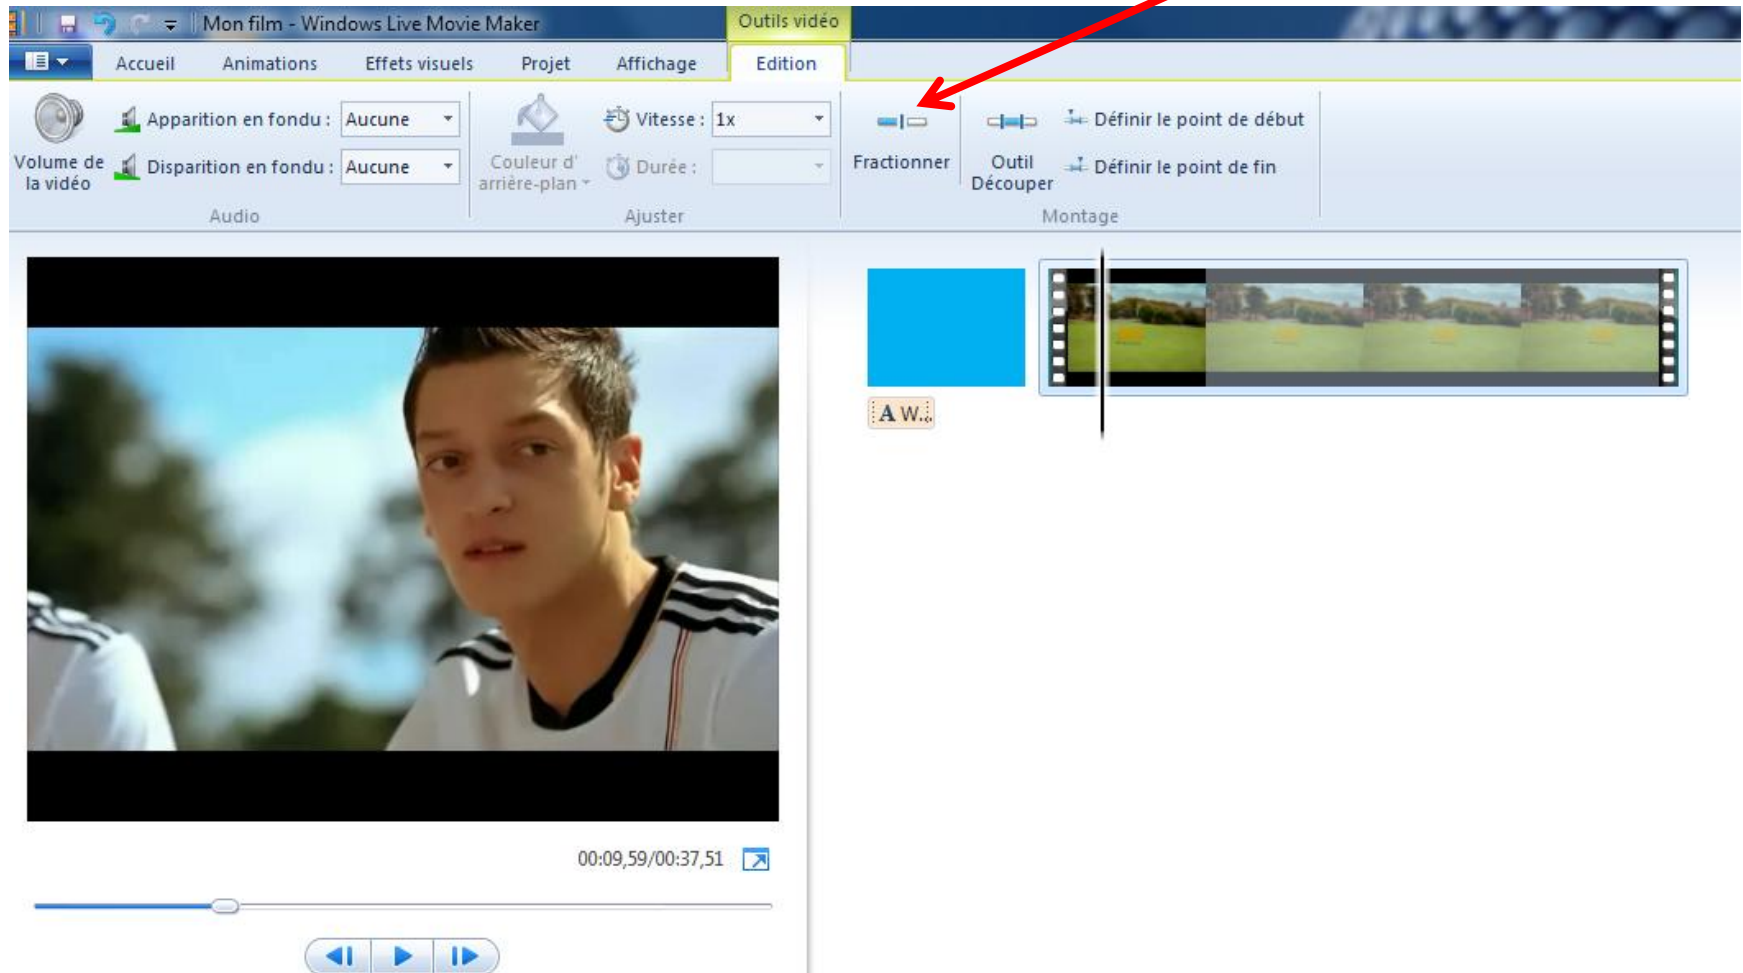 Mon film - Windows Live Movie Maker
Outils vidéo
Accueil Animations Effets visuels Projet Affichage Edition
Volume de
la vidéo
Apparition en fondu : Aucune
Disparition en fondu : Aucune
Audio
Couleur d'
arrière-plan
Vitesse : 1x
Durée :
Ajuster
Fractionner
Outil
Découper
Définir le point de début
Définir le point de fin
Montage
A W..
00:09,59/00:37,51